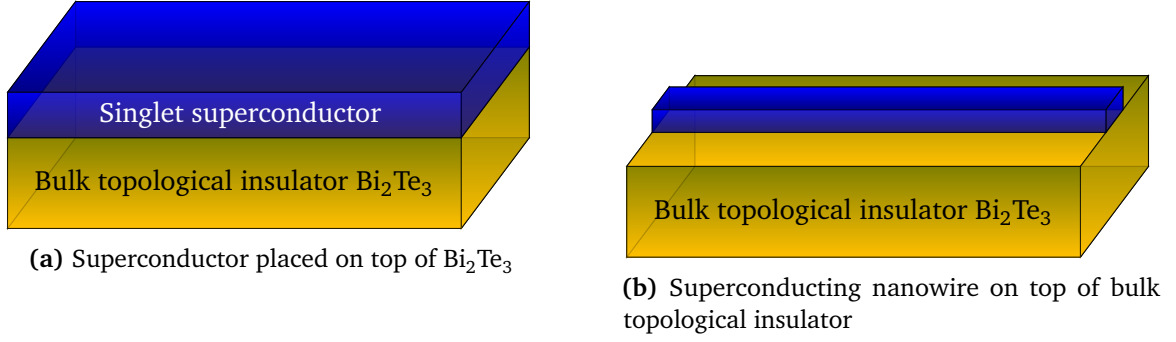 Singlet superconductor
Bulk topological insulator Bi₂Te₃
(a) Superconductor placed on top of Bi₂Te₃
Bulk topological insulator Bi₂Te₃
(b) Superconducting nanowire on top of bulk
topological insulator